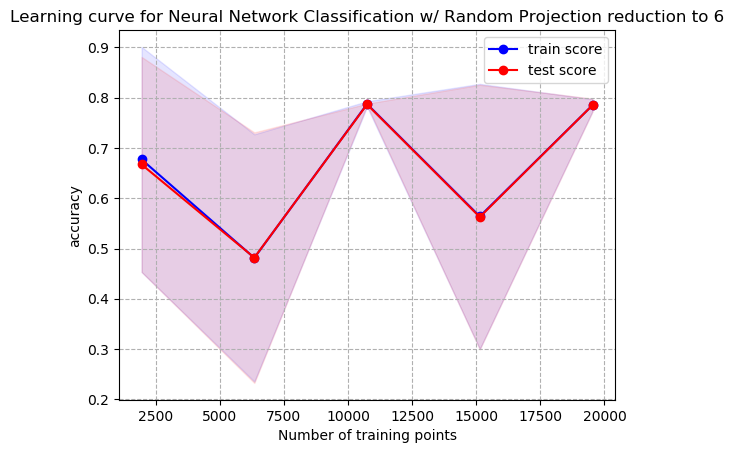 Learning curve for Neural Network Classification w/ Random Projection reduction to 6
train score
test score
0.9
0.8
0.7
0.6
0.5
0.4
0.3
0.2
accuracy
2500 5000 7500 10000 12500 15000 17500 20000
Number of training points